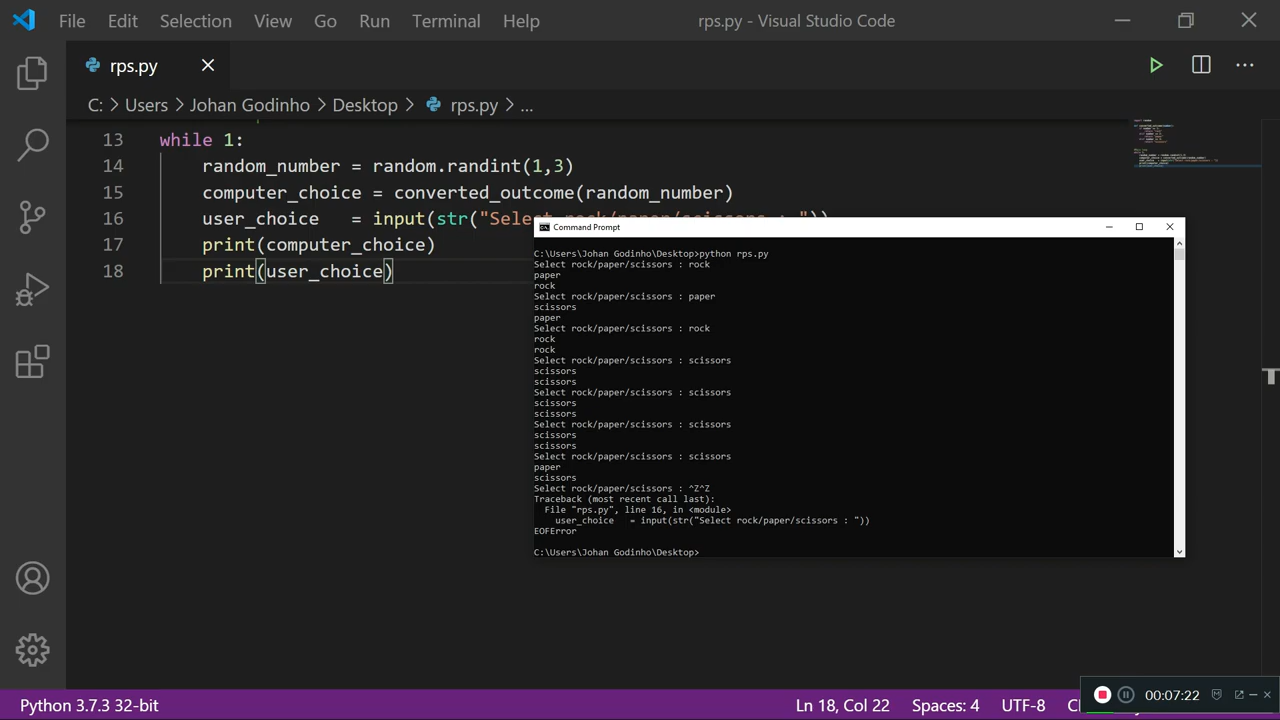 File Edit Selection View Go Run Terminal Help rps.py - Visual Studio Code
rps.py
C: > Users > Johan Godinho > Desktop > rps.py > ...
13 while 1:
14 random_number = random.randint(1,3)
15 computer_choice = converted_outcome(random_number)
16 user_choice   = input(str("Select rock/paper/scissors : "))
17 print(computer_choice)
18 print(user_choice)
Command Prompt
C:\Users\Johan Godinho\Desktop>python rps.py
Select rock/paper/scissors : rock
paper
rock
Select rock/paper/scissors : paper
scissors
paper
Select rock/paper/scissors : rock
rock
rock
Select rock/paper/scissors : scissors
scissors
scissors
Select rock/paper/scissors : scissors
scissors
scissors
Select rock/paper/scissors : scissors
scissors
scissors
Select rock/paper/scissors : scissors
paper
scissors
Select rock/paper/scissors : ^Z^Z
Traceback (most recent call last):
File "rps.py", line 16, in <module>
user_choice   = input(str("Select rock/paper/scissors : "))
EOFError
C:\Users\Johan Godinho\Desktop>
Python 3.7.3 32-bit Ln 18, Col 22 Spaces: 4 UTF-8
00:07:22